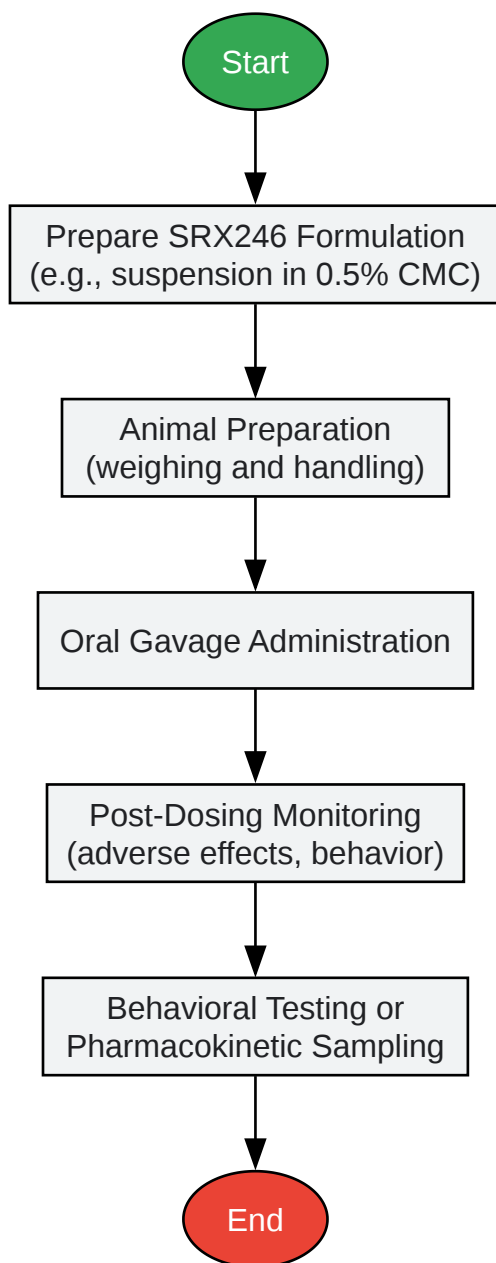 Start
Prepare SRX246 Formulation
(e.g., suspension in 0.5% CMC)
Animal Preparation
(weighing and handling)
Oral Gavage Administration
Post-Dosing Monitoring
(adverse effects, behavior)
Behavioral Testing or
Pharmacokinetic Sampling
End